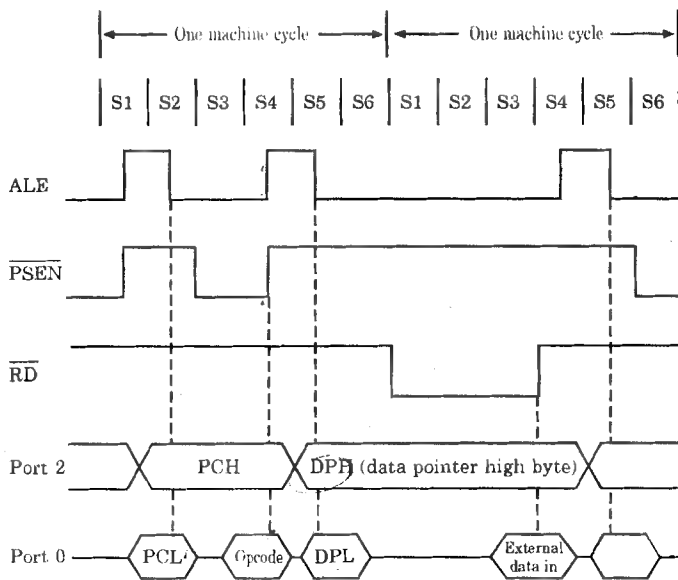 One machine cycle One machine cycle
S1 S2 S3 S4 S5 S6 S1 S2 S3 S4 S5 S6
ALE
PSEN
RD
Port 2 PCH DPH (data pointer high byte)
Port 0 PCL Opcode DPL External
data in